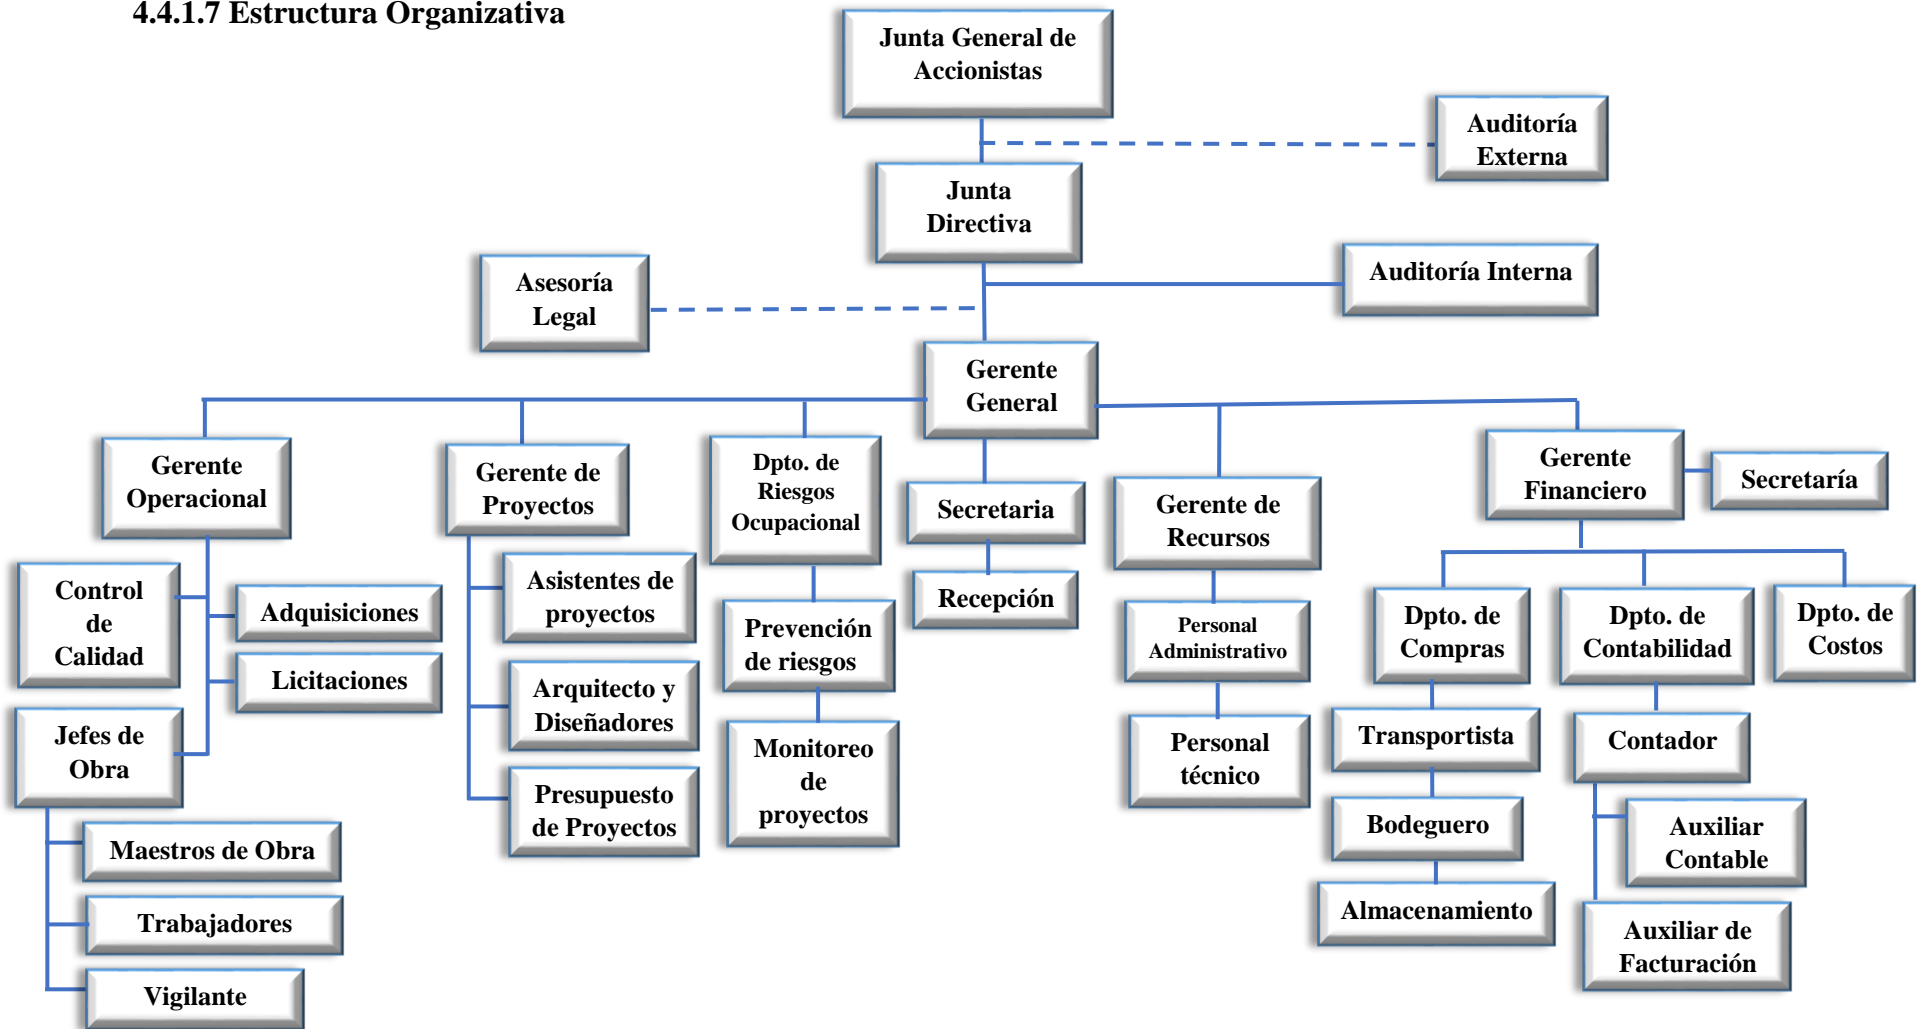 4.4.1.7 Estructura Organizativa
Junta General de
Accionistas
Auditoría
Externa
Junta
Directiva
Asesoría
Legal
Auditoría Interna
Gerente
General
Gerente
Operacional
Gerente de
Proyectos
Dpto. de
Riesgos
Ocupacional
Secretaria
Recepción
Gerente de
Recursos
Gerente
Financiero
Secretaría
Control
de
Calidad
Adquisiciones
Licitaciones
Jefes de
Obra
Maestros de Obra
Trabajadores
Vigilante
Asistentes de
proyectos
Arquitecto y
Diseñadores
Presupuesto
de Proyectos
Prevención
de riesgos
Monitoreo
de
proyectos
Personal
Administrativo
Personal
técnico
Dpto. de
Compras
Transportista
Bodeguero
Almacenamiento
Dpto. de
Contabilidad
Contador
Auxiliar
Contable
Auxiliar de
Facturación
Dpto. de
Costos